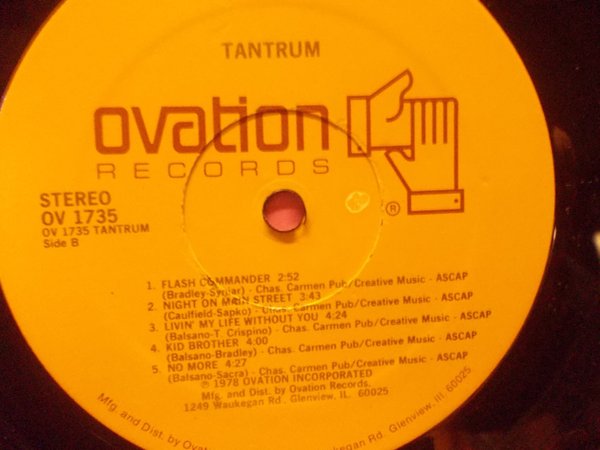 TANTRUM
ovation
RECORDS
®
STEREO
OV 1735
OV 1735 TANTRUM
Side B
1. FLASH COMMANDER 2:52
(Bradley-Symar) - Chas. Carmen Pub/Creative Music - ASCAP
2. NIGHT ON MAIN STREET 3:43
(Caulfield-Sapko) - Chas. Carmen Pub/Creative Music - ASCAP
3. LIVIN' MY LIFE WITHOUT YOU 4:24
(Balsano-T. Crispino) - Chas. Carmen Pub/Creative Music - ASCAP
4. KID BROTHER 4:00
(Balsano-Bradley) - Chas. Carmen Pub/Creative Music - ASCAP
5. NO MORE 4:27
(Balsano-Sacra) - Chas. Carmen Pub/Creative Music - ASCAP
℗ 1978 OVATION INCORPORATED
Mfg. and Dist. by Ovation Records.
1249 Waukegan Rd. Glenview, IL. 60025
Mfg. and Dist. by Rd. Glenview, Ill. 60025